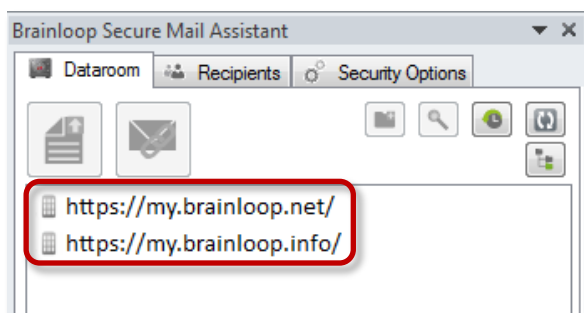 Brainloop Secure Mail Assistant
Dataroom
Recipients
Security Options
https://my.brainloop.net/
https://my.brainloop.info/